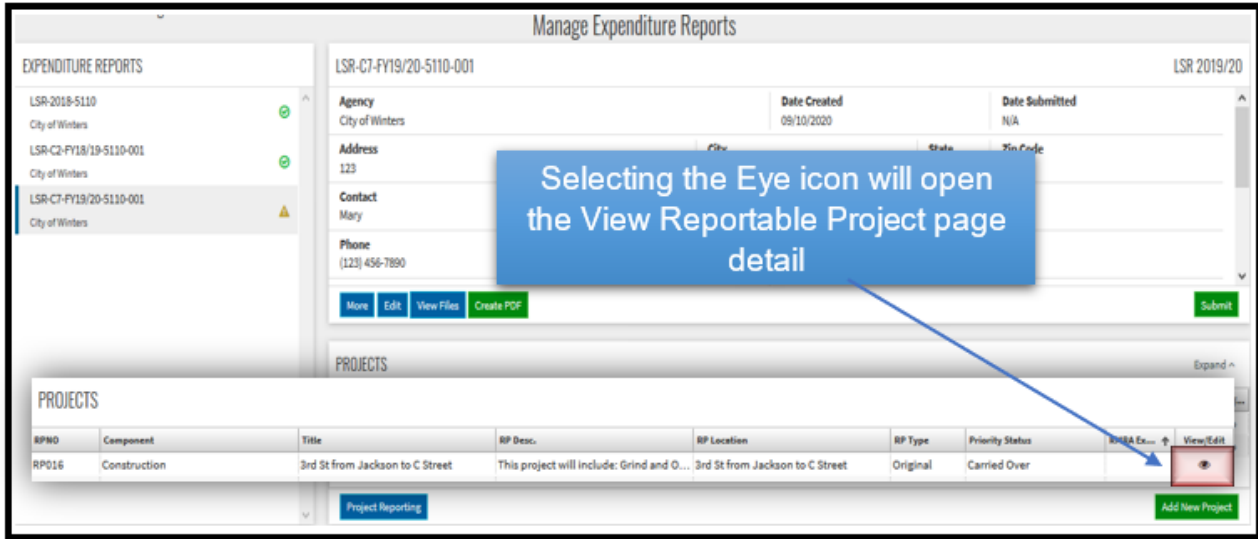 Manage Expenditure Reports
EXPENDITURE REPORTS
LSR-2018-5110
City of Winters
LSR-C2-FY18/19-5110-001
City of Winters
LSR-C7-FY19/20-5110-001
City of Winters
LSR-C7-FY19/20-5110-001 LSR 2019/20
Agency Date Created Date Submitted
City of Winters 09/10/2020 N/A
Address City State Zip Code
123
Contact
Mary
Phone
(123) 456-7890
Selecting the Eye icon will open
the View Reportable Project page
detail
More Edit View Files Create PDF Submit
PROJECTS Expand
PROJECTS
RPNO Component Title RP Desc. RP Location RP Type Priority Status Ex... View/Edit
RP016 Construction 3rd St from Jackson to C Street This project will include: Grind and O... 3rd St from Jackson to C Street Original Carried Over
Project Reporting Add New Project